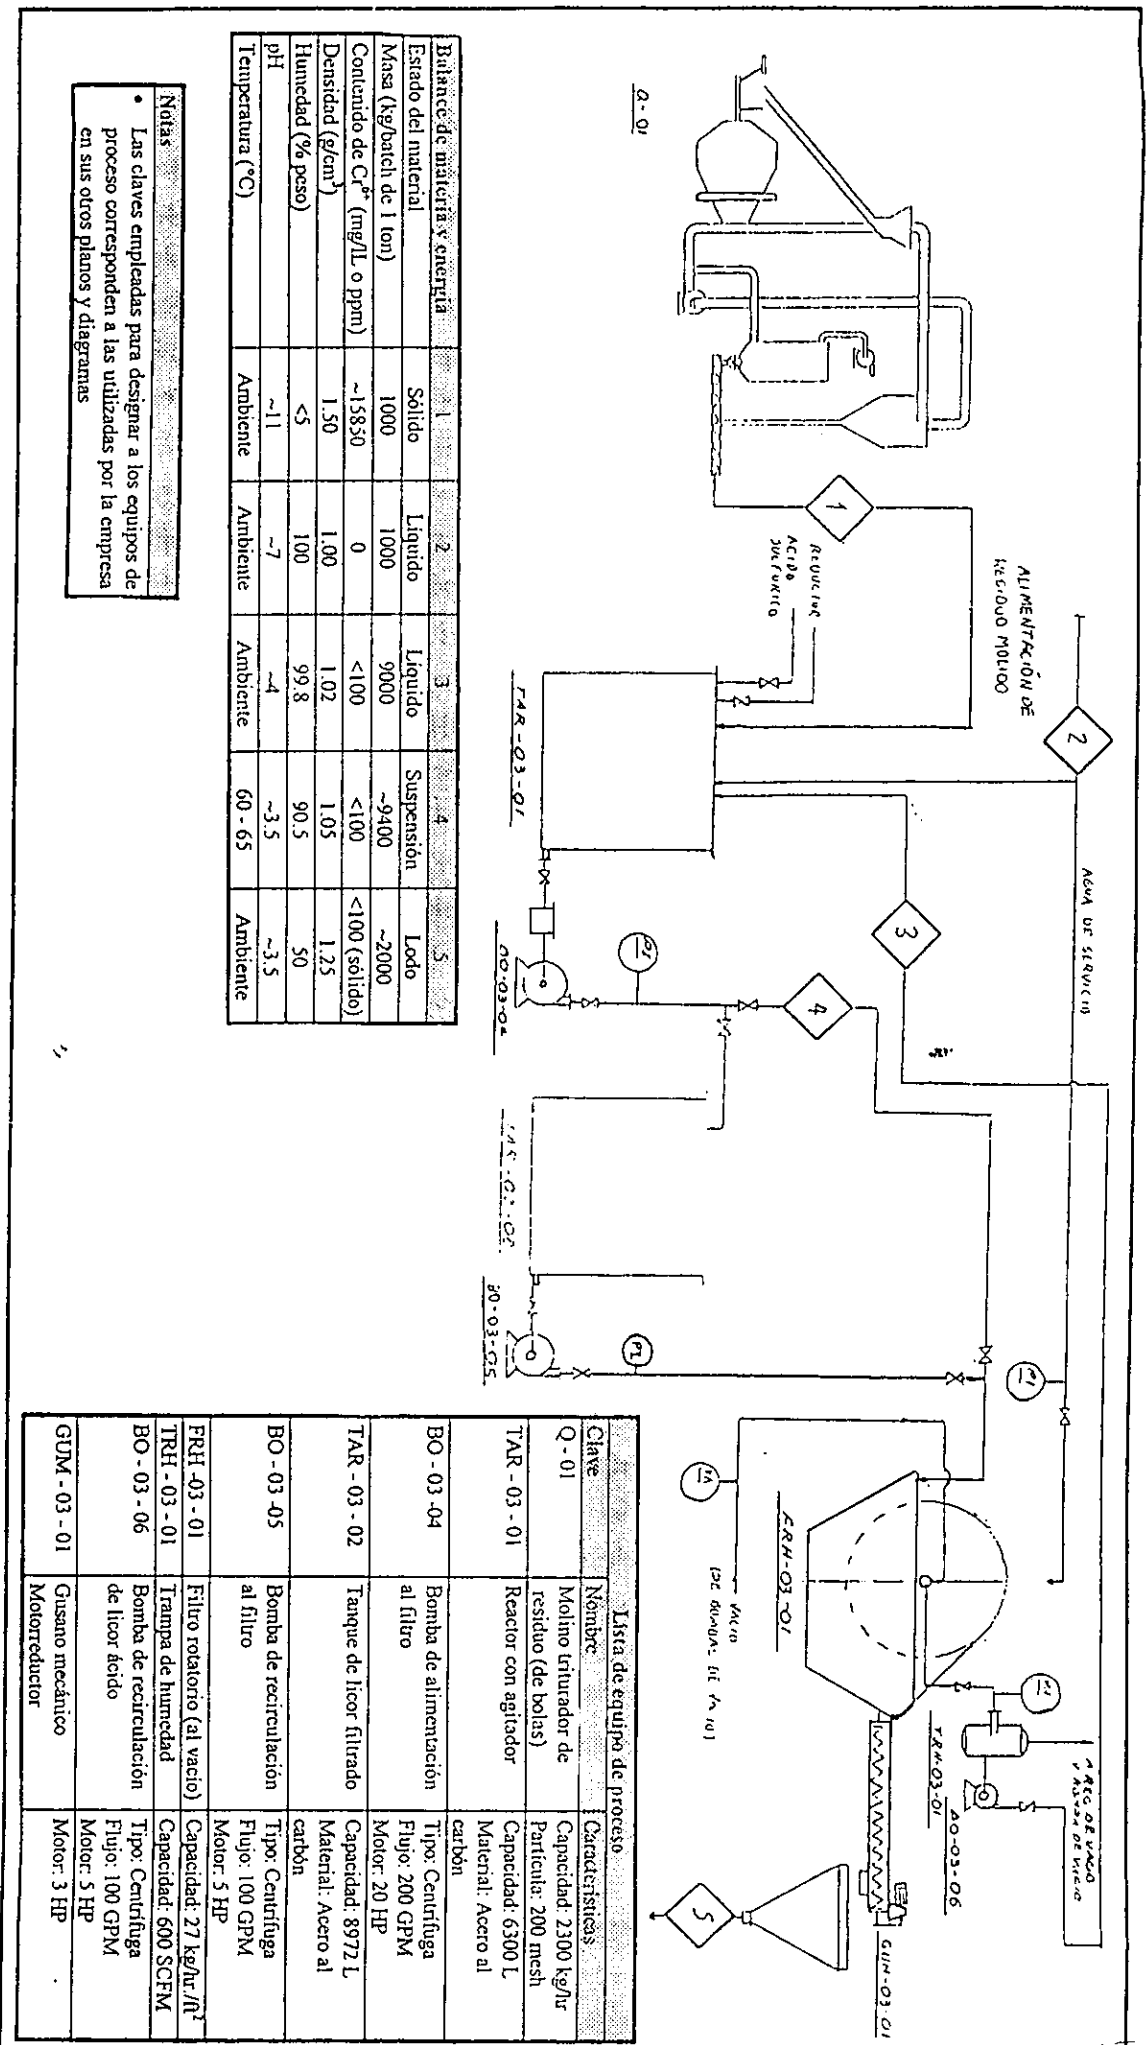 Q-01
1
ALIMENTACIÓN DE
RESIDUO MOLIDO
2
AGUA DE SERVICIO
REDUCTOR
ACIDO
SULFURICO
TAR-03-01
3
4
BO-03-04
PI
BO-03-05
PI
PI
FRH-03-01
VACIO
TRH-03-01
BO-03-06
GUM-03-01
5
Balance de materia y energía 1 2 3 4 5
Estado del material Sólido Líquido Líquido Suspensión Lodo
Masa (kg/batch de 1 ton) 1000 1000 9000 ~9400 ~2000
Contenido de Cr⁶⁺ (mg/L o ppm) ~15850 0 <100 <100 <100 (sólido)
Densidad (g/cm³) 1.50 1.00 1.02 1.05 1.25
Humedad (% peso) <5 100 99.8 90.5 50
pH ~11 ~7 ~4 ~3.5 ~3.5
Temperatura (°C) Ambiente Ambiente Ambiente 60 - 65 Ambiente
Notas
• Las claves empleadas para designar a los equipos de
proceso corresponden a las utilizadas por la empresa
en sus otros planos y diagramas
Lista de equipo de proceso
Clave Nombre Características
Q - 01 Molino triturador de residuo (de bolas) Capacidad: 2300 kg/hr Partícula: 200 mesh
TAR - 03 - 01 Reactor con agitador Capacidad: 6300 L Material: Acero al carbón
BO - 03 -04 Bomba de alimentación al filtro Tipo: Centrífuga Flujo: 200 GPM Motor: 20 HP
TAR - 03 - 02 Tanque de licor filtrado Capacidad: 8972 L Material: Acero al carbón
BO - 03 -05 Bomba de recirculación al filtro Tipo: Centrífuga Flujo: 100 GPM Motor: 5 HP
FRH -03 - 01 Filtro rotatorio (al vacio) Capacidad: 27 kg/hr./ft²
TRH - 03 - 01 Trampa de humedad Capacidad: 600 SCFM
BO - 03 - 06 Bomba de recirculación de licor ácido Tipo: Centrífuga Flujo: 100 GPM Motor: 5 HP
GUM - 03 - 01 Gusano mecánico Motorreductor Motor: 3 HP